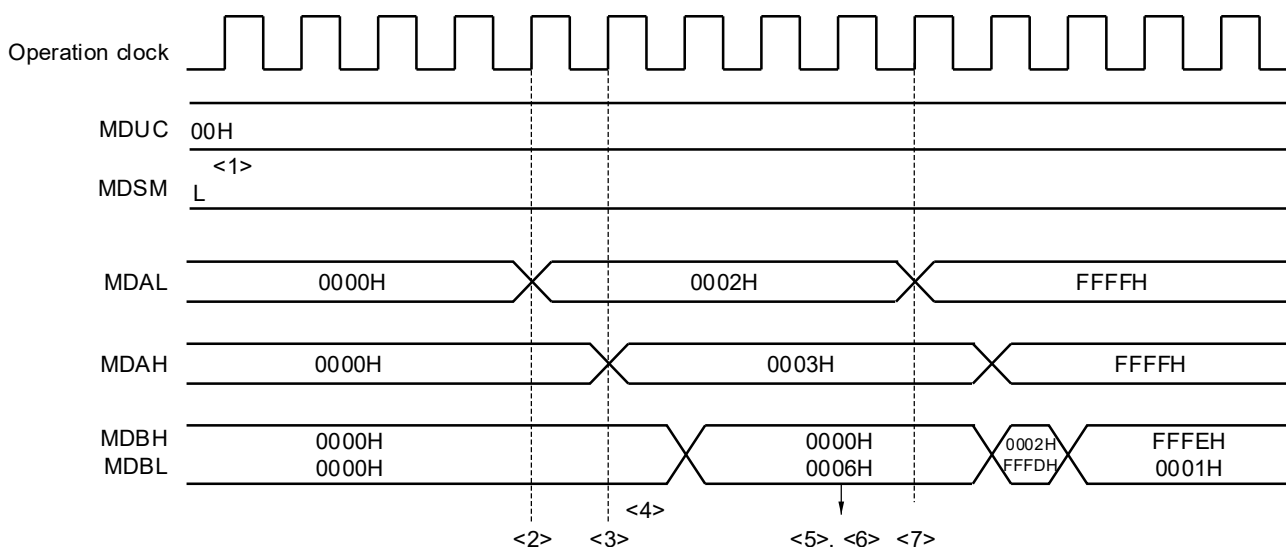 Operation clock
MDUC 00H
<1>
MDSM L
MDAL 0000H 0002H FFFFH
MDAH 0000H 0003H FFFFH
MDBH 0000H 0000H 0002H FFFEH
MDBL 0000H 0006H FFFDH 0001H
<4>
<2> <3> <5>, <6> <7>